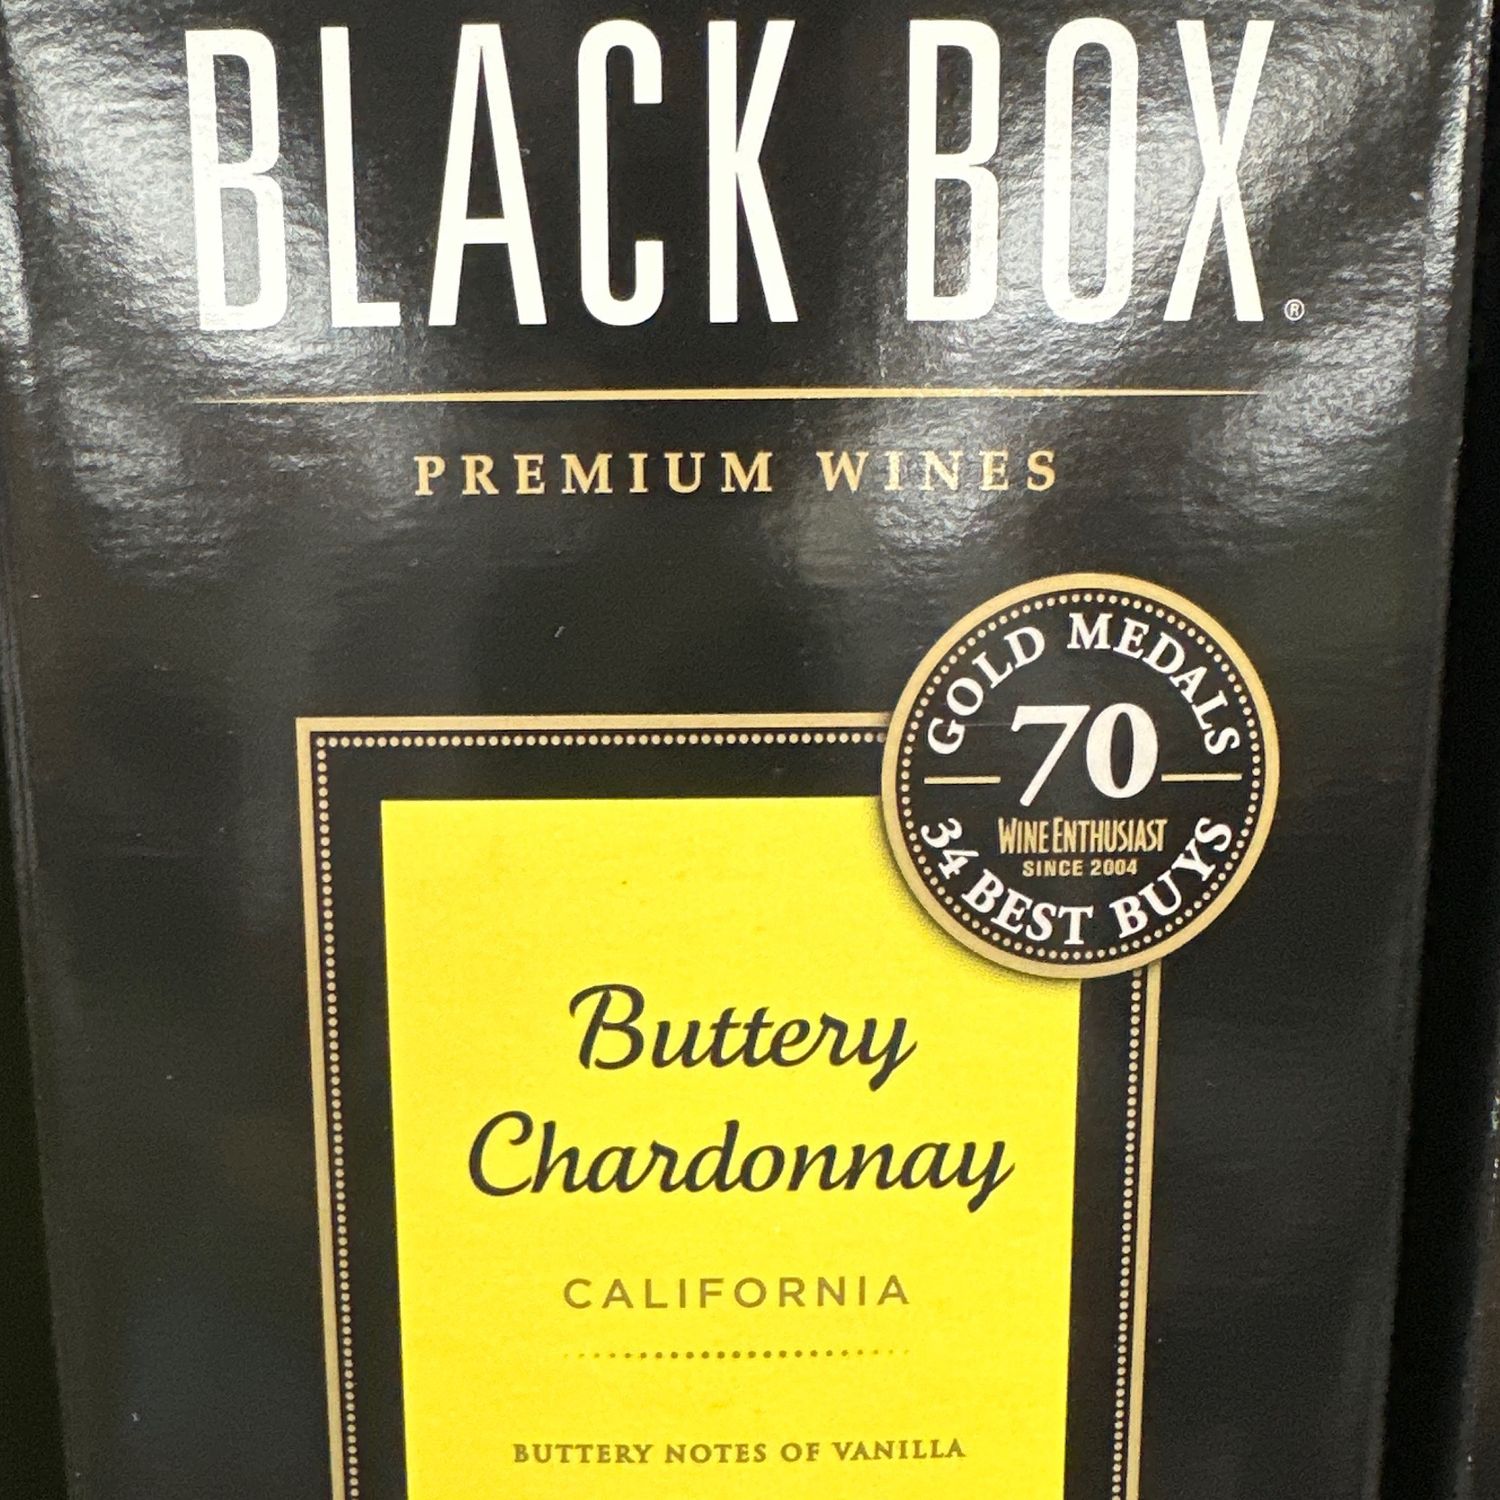 BLACK BOX®
PREMIUM WINES
GOLD MEDALS
70
WINE ENTHUSIAST
SINCE 2004
34 BEST BUYS
Buttery
Chardonnay
CALIFORNIA
BUTTERY NOTES OF VANILLA